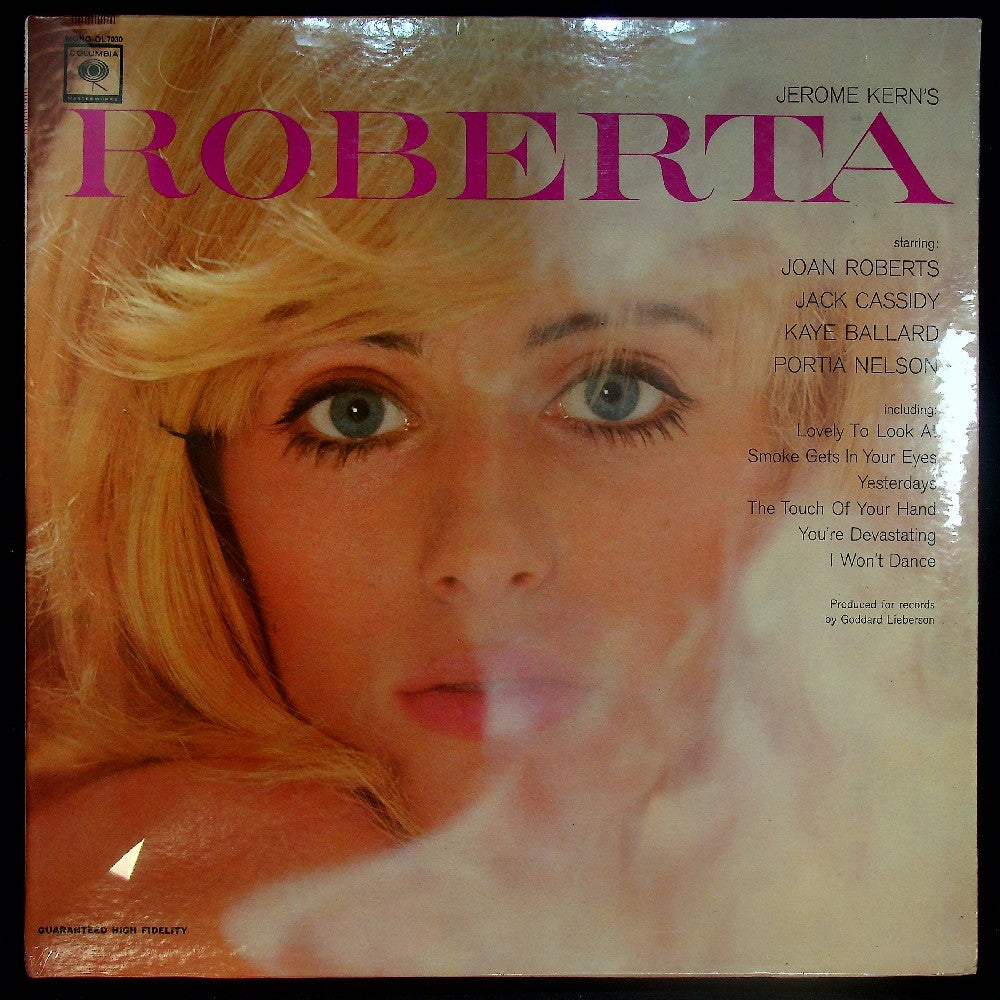 MONO-OL 7030
COLUMBIA
MASTERWORKS
JEROME KERN'S
ROBERTA
starring:
JOAN ROBERTS
JACK CASSIDY
KAYE BALLARD
PORTIA NELSON
including:
Lovely To Look At
Smoke Gets In Your Eyes
Yesterdays
The Touch Of Your Hand
You're Devastating
I Won't Dance
Produced for records
by Goddard Lieberson
GUARANTEED HIGH FIDELITY